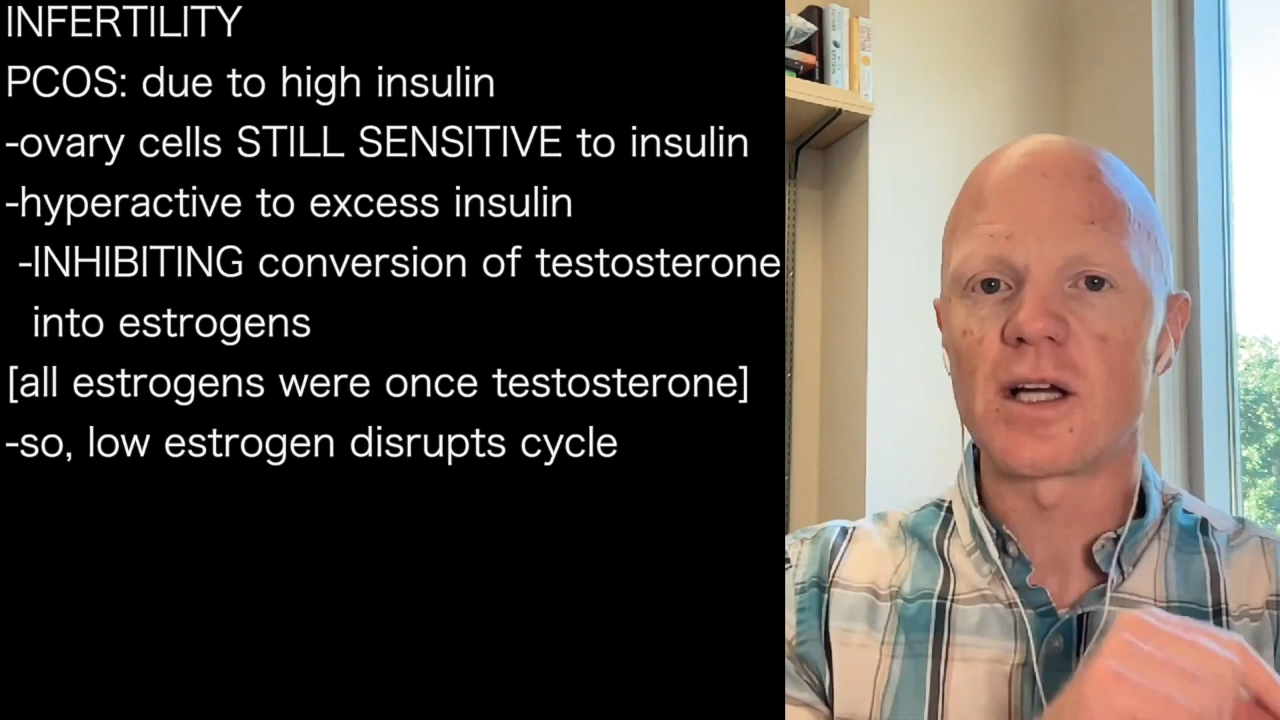 INFERTILITY
PCOS: due to high insulin
-ovary cells STILL SENSITIVE to insulin
-hyperactive to excess insulin
-INHIBITING conversion of testosterone
into estrogens
[all estrogens were once testosterone]
-so, low estrogen disrupts cycle